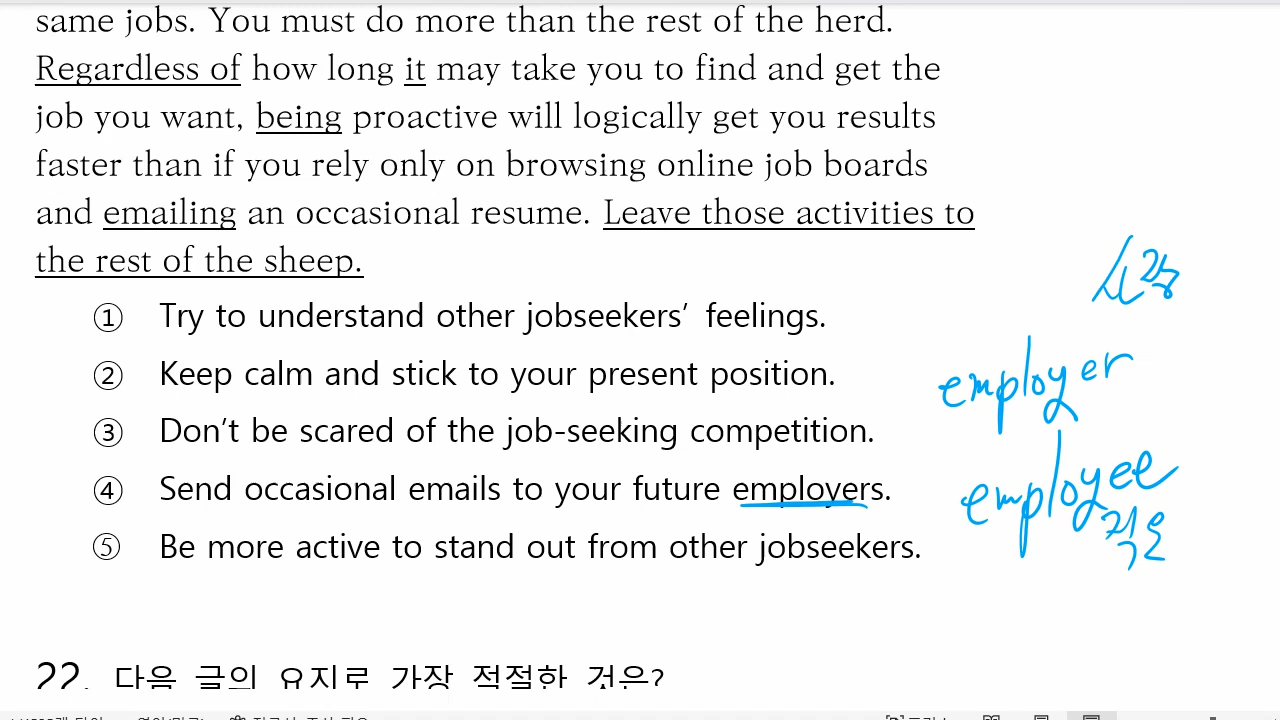 same jobs. You must do more than the rest of the herd.
Regardless of how long it may take you to find and get the
job you want, being proactive will logically get you results
faster than if you rely only on browsing online job boards
and emailing an occasional resume. Leave those activities to
the rest of the sheep.
① Try to understand other jobseekers’ feelings.
② Keep calm and stick to your present position.
③ Don’t be scared of the job-seeking competition.
④ Send occasional emails to your future employers.
⑤ Be more active to stand out from other jobseekers.
employer
employee
직원
22. 다음 글의 요지로 가장 적절한 것은?